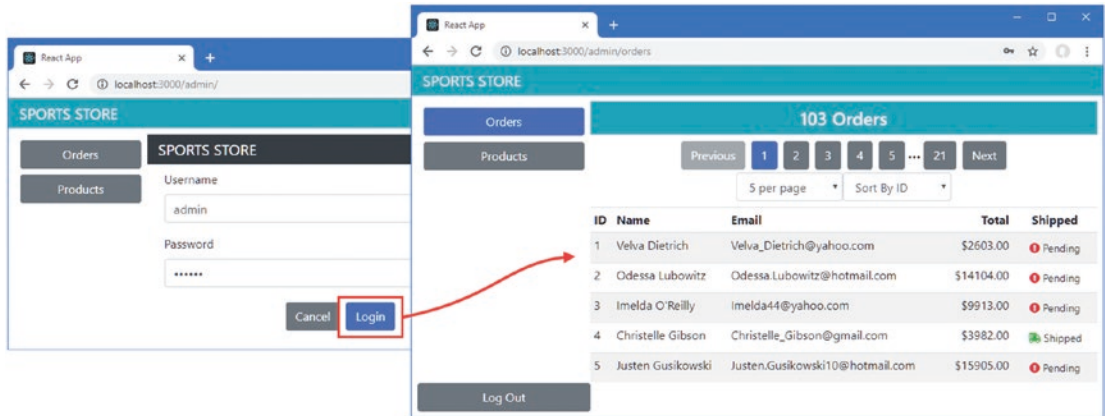 React App
localhost:3000/admin/
SPORTS STORE
Orders
Products
SPORTS STORE
Username
admin
Password
••••••
Cancel Login
React App
localhost:3000/admin/orders
SPORTS STORE
Orders
Products
Log Out
103 Orders
Previous 1 2 3 4 5 ••• 21 Next
5 per page Sort By ID
ID Name Email Total Shipped
1 Velva Dietrich Velva_Dietrich@yahoo.com $2603.00 Pending
2 Odessa Lubowitz Odessa.Lubowitz@hotmail.com $14104.00 Pending
3 Imelda O'Reilly Imelda44@yahoo.com $9913.00 Pending
4 Christelle Gibson Christelle_Gibson@gmail.com $3982.00 Shipped
5 Justen Gusikowski Justen.Gusikowski10@hotmail.com $15905.00 Pending